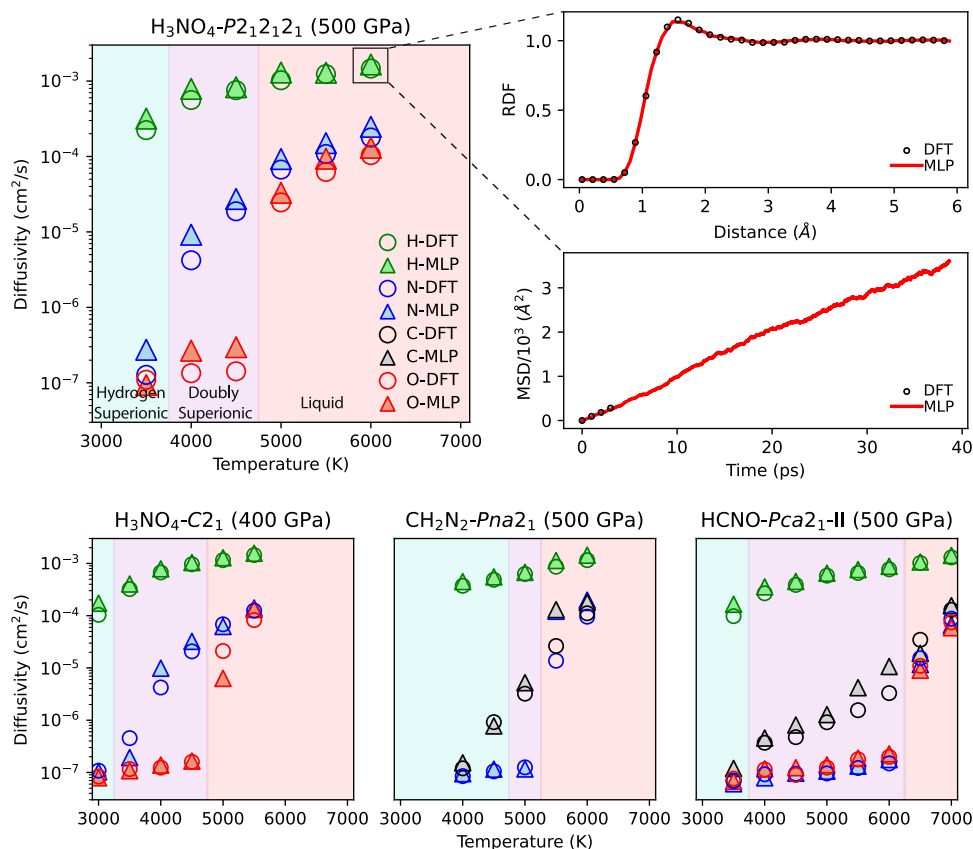 H₃NO₄-P2₁2₁2₁ (500 GPa)
Diffusivity (cm²/s)
10⁻³
10⁻⁴
10⁻⁵
10⁻⁶
10⁻⁷
H-DFT
H-MLP
N-DFT
N-MLP
C-DFT
C-MLP
O-DFT
O-MLP
Hydrogen
Superionic
Doubly
Superionic
Liquid
3000 4000 5000 6000 7000
Temperature (K)
RDF
1.0
0.5
0.0
DFT
MLP
0 1 2 3 4 5 6
Distance (Å)
MSD/10³ (Å²)
3
2
1
0
DFT
MLP
0 10 20 30 40
Time (ps)
H₃NO₄-C2₁ (400 GPa)
Diffusivity (cm²/s)
10⁻³
10⁻⁴
10⁻⁵
10⁻⁶
10⁻⁷
3000 4000 5000 6000 7000
CH₂N₂-Pna2₁ (500 GPa)
3000 4000 5000 6000 7000
Temperature (K)
HCNO-Pca2₁-II (500 GPa)
3000 4000 5000 6000 7000